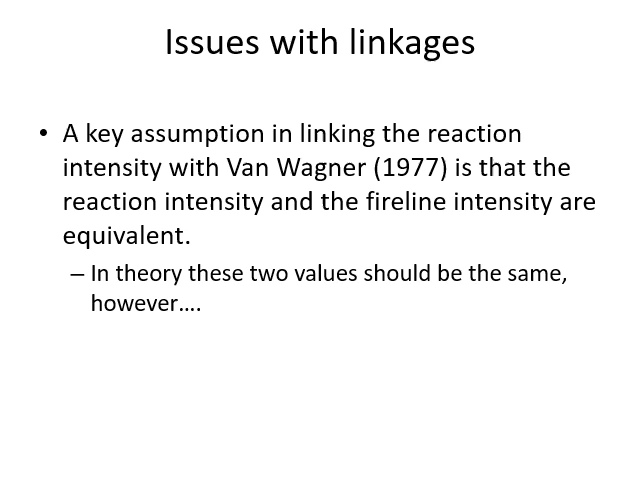 Issues with linkages
• A key assumption in linking the reaction
intensity with Van Wagner (1977) is that the
reaction intensity and the fireline intensity are
equivalent.
– In theory these two values should be the same,
however….